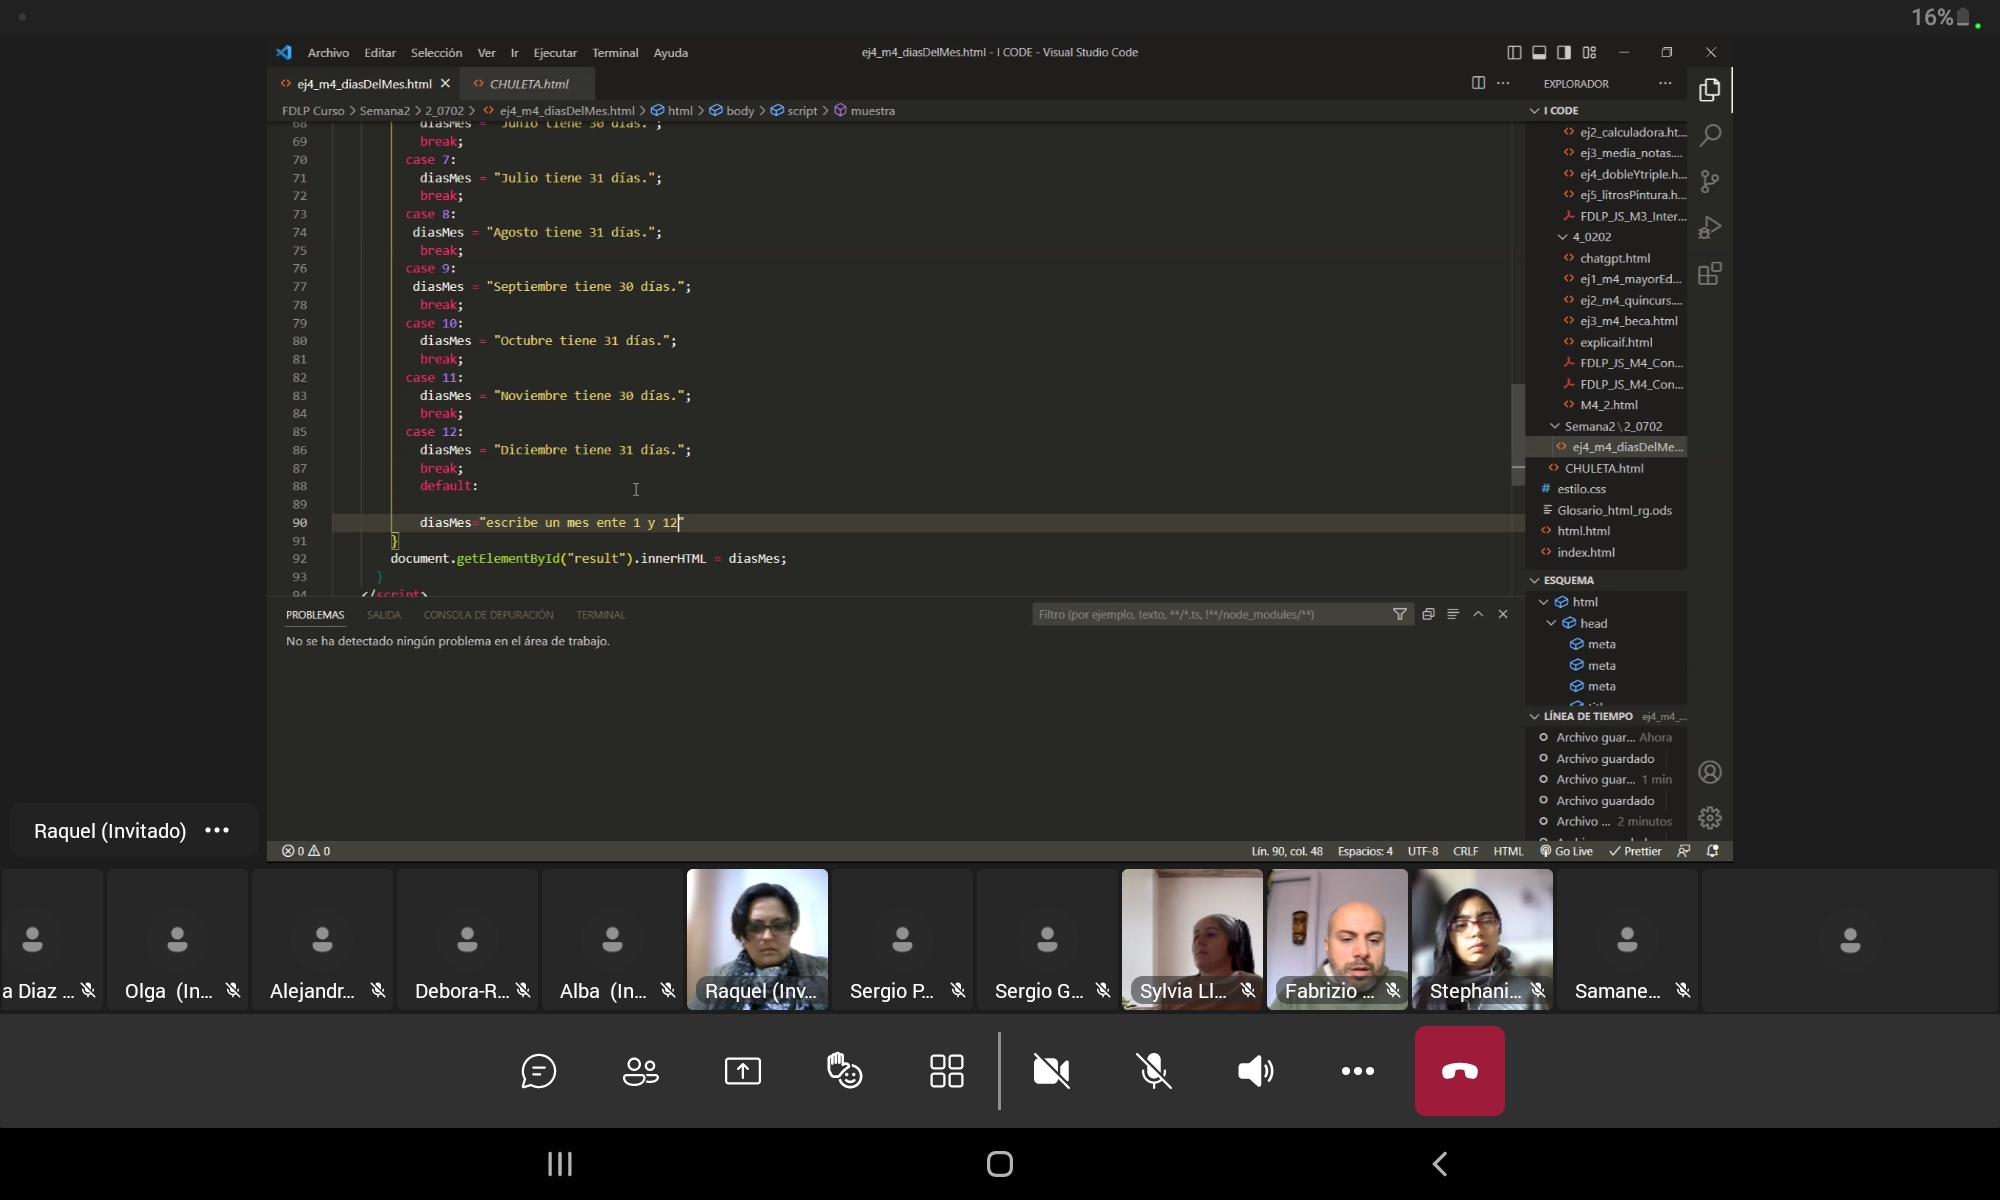 16%
Archivo Editar Selección Ver Ir Ejecutar Terminal Ayuda
ej4_m4_diasDelMes.html - I CODE - Visual Studio Code
ej4_m4_diasDelMes.html
CHULETA.html
EXPLORADOR
FDLP Curso > Semana2 > 2_0702 > ej4_m4_diasDelMes.html > html > body > script > muestra
I CODE
68 diasMes = "Junio tiene 30 días.";
69 break;
70 case 7:
71 diasMes = "Julio tiene 31 días.";
72 break;
73 case 8:
74 diasMes = "Agosto tiene 31 días.";
75 break;
76 case 9:
77 diasMes = "Septiembre tiene 30 días.";
78 break;
79 case 10:
80 diasMes = "Octubre tiene 31 días.";
81 break;
82 case 11:
83 diasMes = "Noviembre tiene 30 días.";
84 break;
85 case 12:
86 diasMes = "Diciembre tiene 31 días.";
87 break;
88 default:
89
90 diasMes="escribe un mes ente 1 y 12"
91 }
92 document.getElementById("result").innerHTML = diasMes;
93 }
94 </script>
ej2_calculadora.ht...
ej3_media_notas....
ej4_dobleYtriple.h...
ej5_litrosPintura.h...
FDLP_JS_M3_Inter...
4_0202
chatgpt.html
ej1_m4_mayorEd...
ej2_m4_quincurs....
ej3_m4_beca.html
explicaif.html
FDLP_JS_M4_Con...
FDLP_JS_M4_Con...
M4_2.html
Semana2\2_0702
ej4_m4_diasDelMe...
CHULETA.html
estilo.css
Glosario_html_rg.ods
html.html
index.html
ESQUEMA
html
head
meta
meta
meta
LÍNEA DE TIEMPO ej4_m4_...
Archivo guar... Ahora
Archivo guardado
Archivo guar... 1 min
Archivo guardado
Archivo ... 2 minutos
PROBLEMAS SALIDA CONSOLA DE DEPURACIÓN TERMINAL
Filtro (por ejemplo, texto, **/*.ts, !**/node_modules/**)
No se ha detectado ningún problema en el área de trabajo.
Raquel (Invitado)
0 0
Lín. 90, col. 48 Espacios: 4 UTF-8 CRLF HTML Go Live Prettier
a Diaz ...
Olga (In...
Alejandr...
Debora-R...
Alba (In...
Raquel (Inv...
Sergio P...
Sergio G...
Sylvia Ll...
Fabrizio ...
Stephani...
Samane...